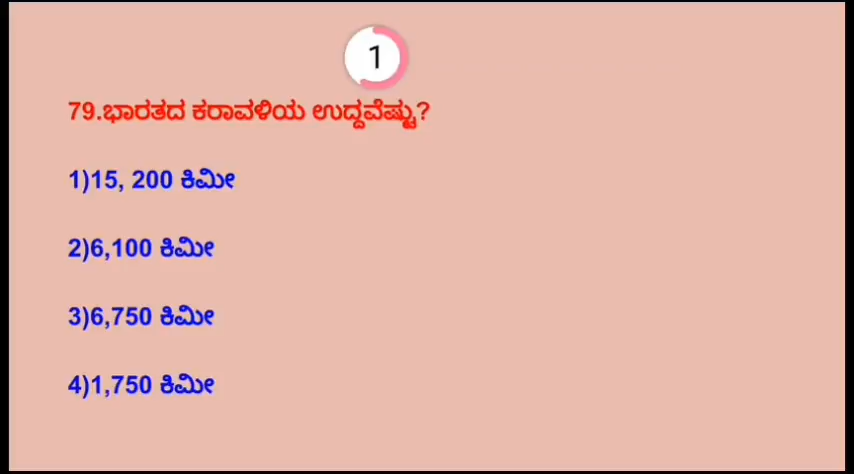 1
79.ಭಾರತದ ಕರಾವಳಿಯ ಉದ್ದವೆಷ್ಟು?
1)15, 200 ಕಿಮೀ
2)6,100 ಕಿಮೀ
3)6,750 ಕಿಮೀ
4)1,750 ಕಿಮೀ